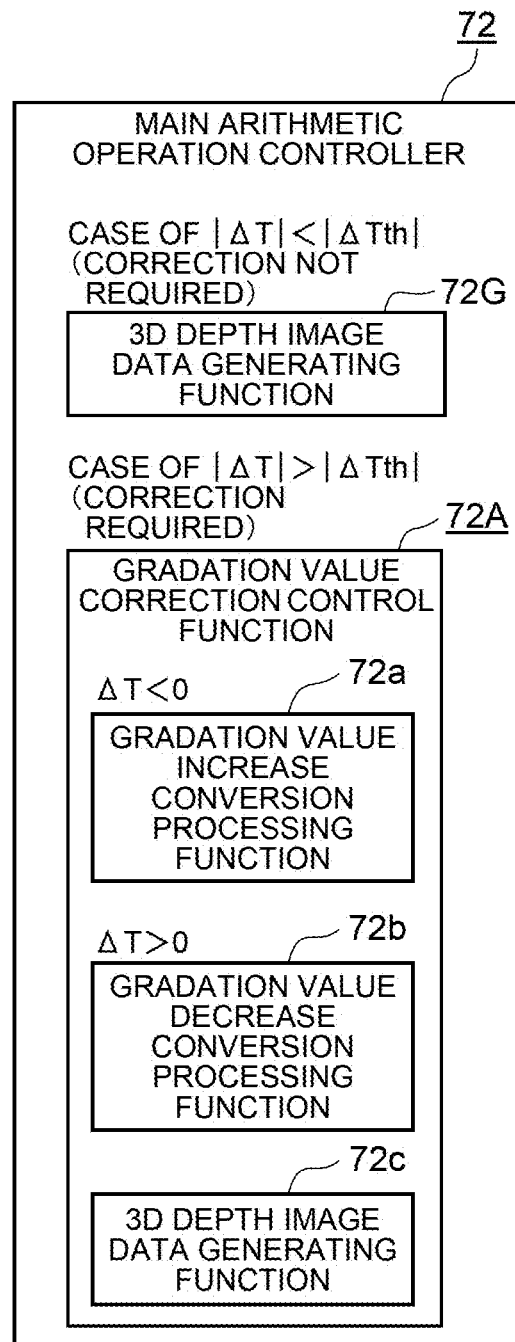 72
MAIN ARITHMETIC
OPERATION CONTROLLER
CASE OF |ΔT|<|ΔTth|
(CORRECTION NOT
REQUIRED)
72G
3D DEPTH IMAGE
DATA GENERATING
FUNCTION
CASE OF |ΔT|>|ΔTth|
(CORRECTION
REQUIRED)
72A
GRADATION VALUE
CORRECTION CONTROL
FUNCTION
ΔT<0
72a
GRADATION VALUE
INCREASE
CONVERSION
PROCESSING
FUNCTION
ΔT>0
72b
GRADATION VALUE
DECREASE
CONVERSION
PROCESSING
FUNCTION
72c
3D DEPTH IMAGE
DATA GENERATING
FUNCTION